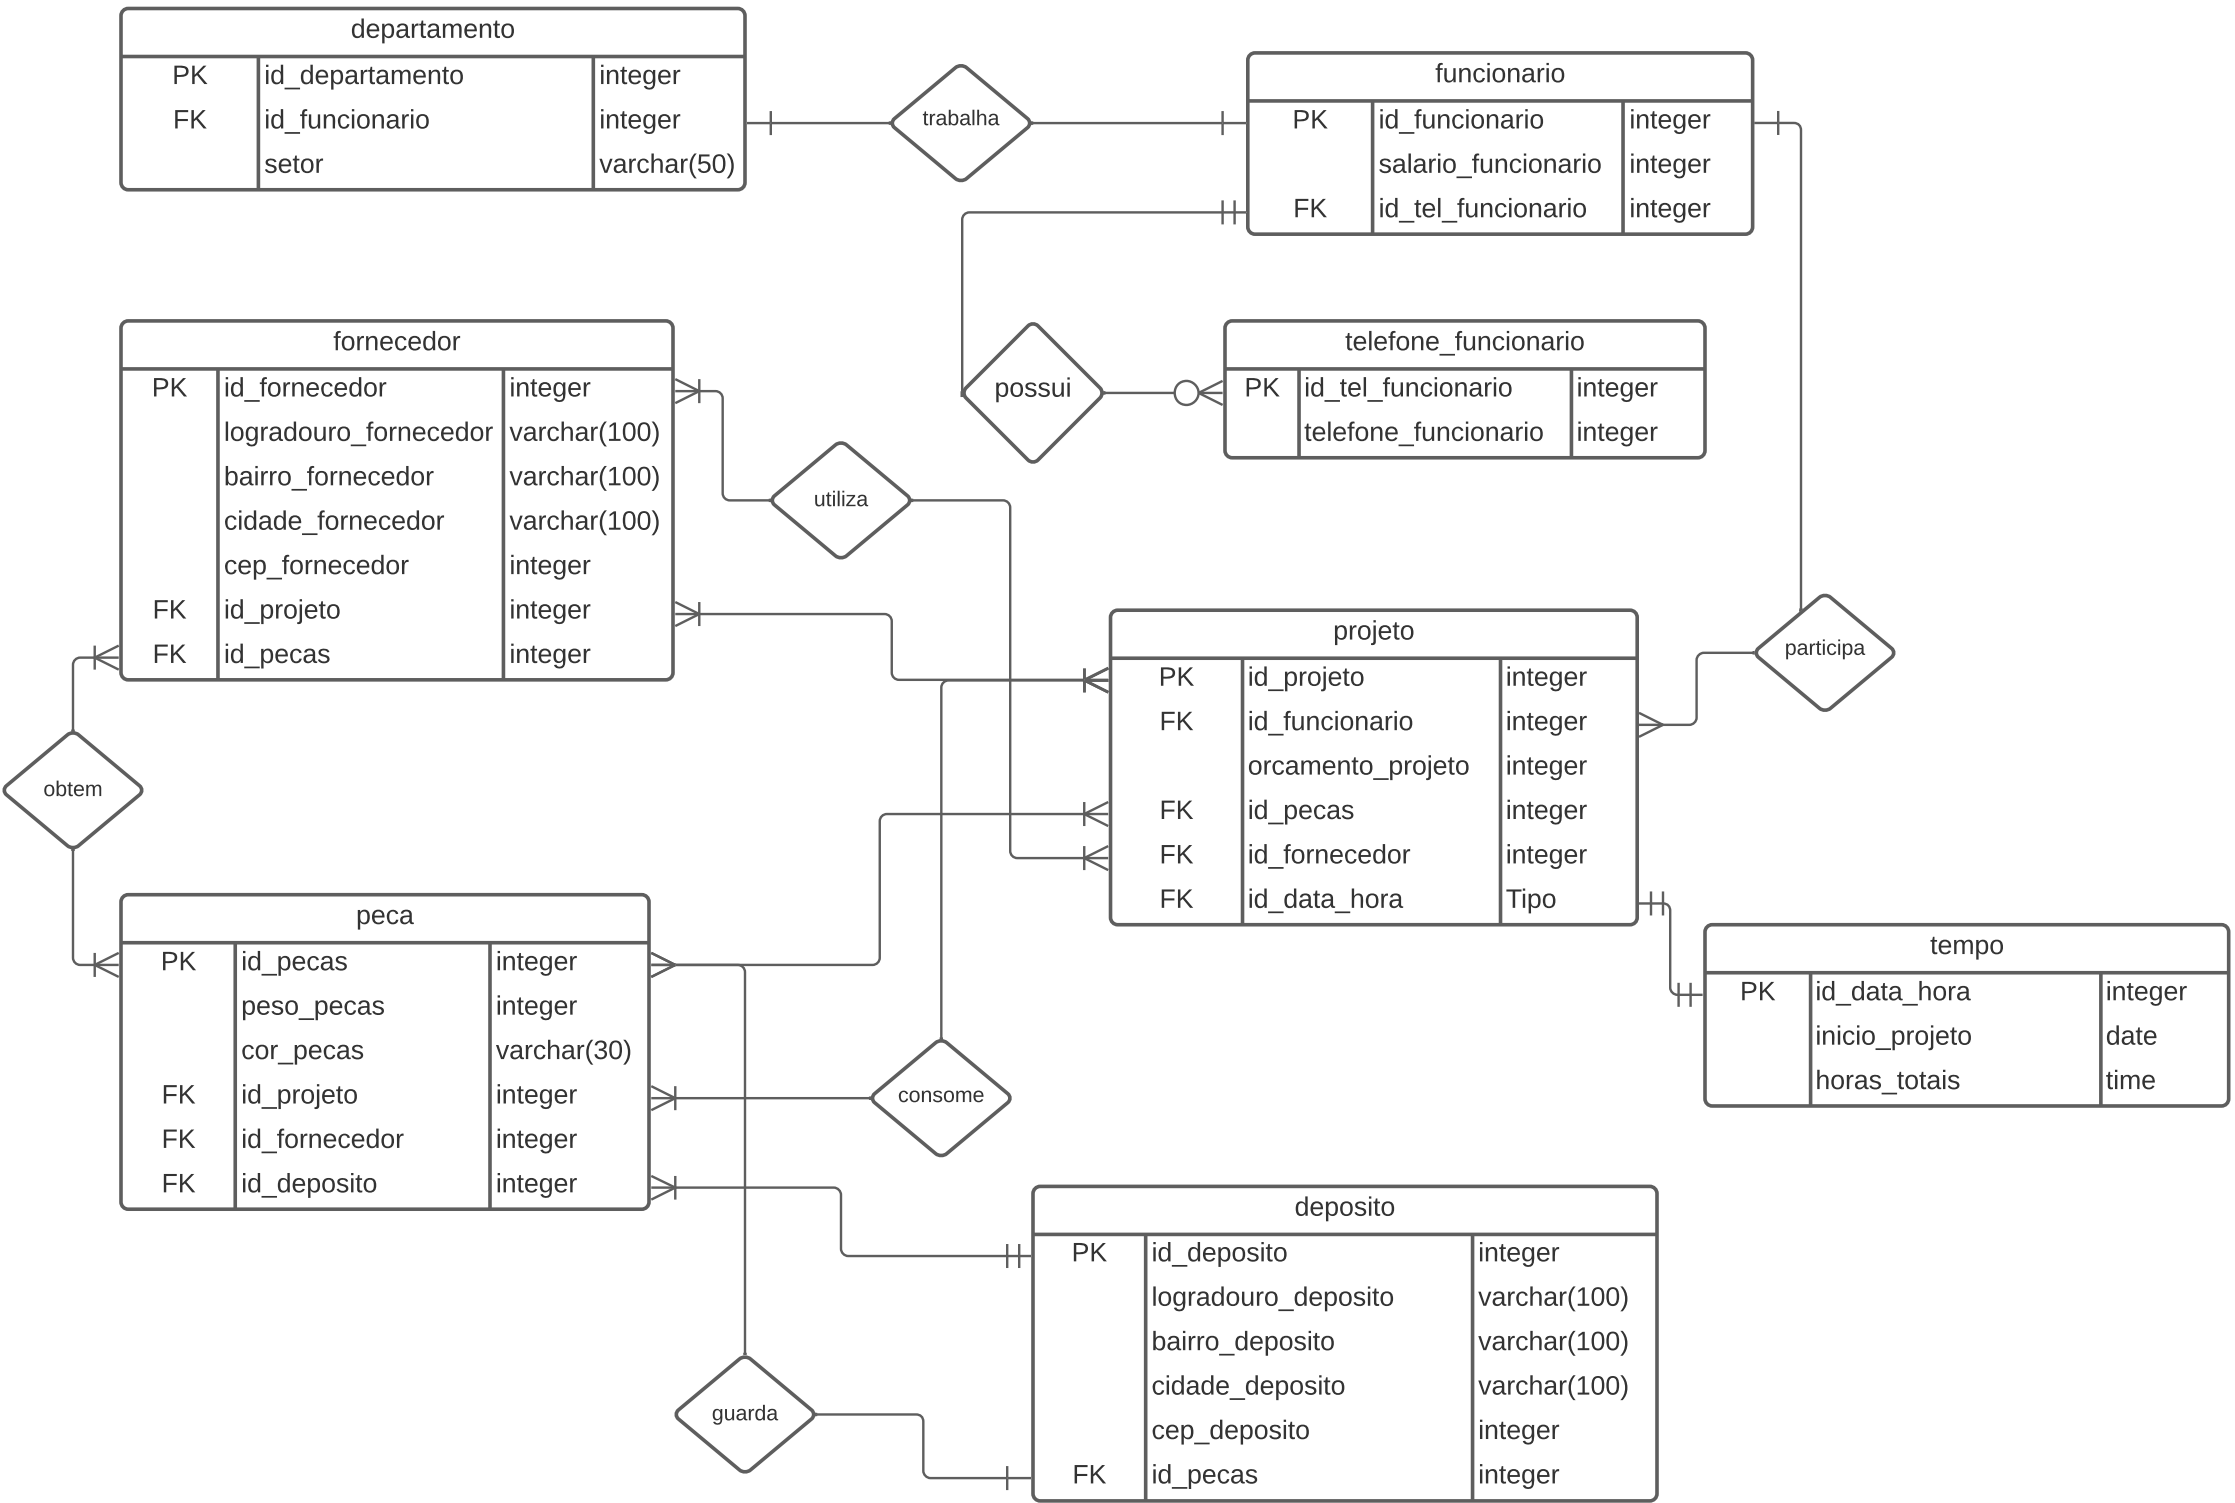 departamento
PK id_departamento integer
FK id_funcionario integer
setor varchar(50)
trabalha
funcionario
PK id_funcionario integer
salario_funcionario integer
FK id_tel_funcionario integer
fornecedor
PK id_fornecedor integer
logradouro_fornecedor varchar(100)
bairro_fornecedor varchar(100)
cidade_fornecedor varchar(100)
cep_fornecedor integer
FK id_projeto integer
FK id_pecas integer
possui
telefone_funcionario
PK id_tel_funcionario integer
telefone_funcionario integer
utiliza
projeto
PK id_projeto integer
FK id_funcionario integer
orcamento_projeto integer
FK id_pecas integer
FK id_fornecedor integer
FK id_data_hora Tipo
participa
obtem
peca
PK id_pecas integer
peso_pecas integer
cor_pecas varchar(30)
FK id_projeto integer
FK id_fornecedor integer
FK id_deposito integer
tempo
PK id_data_hora integer
inicio_projeto date
horas_totais time
consome
deposito
PK id_deposito integer
logradouro_deposito varchar(100)
bairro_deposito varchar(100)
cidade_deposito varchar(100)
cep_deposito integer
FK id_pecas integer
guarda